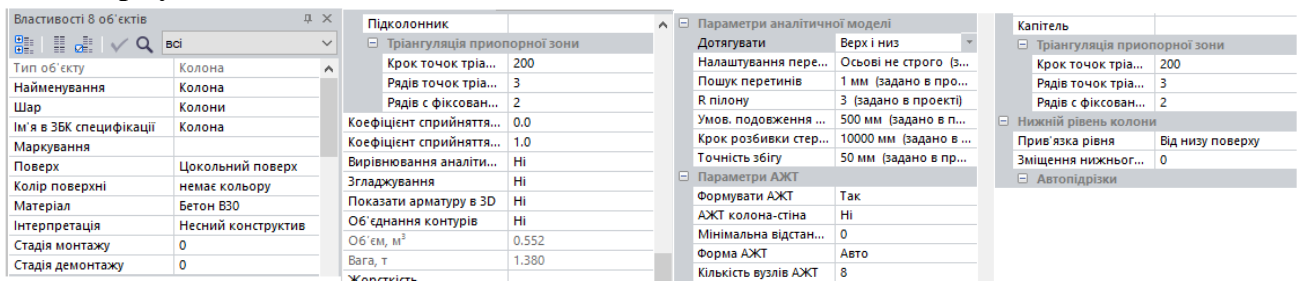 Властивості 8 об'єктів
всі
Тип об'єкту Колона
Найменування Колона
Шар Колони
Ім'я в ЗБК специфікації Колона
Маркування
Поверх Цокольний поверх
Колір поверхні немає кольору
Матеріал Бетон B30
Інтерпретація Несний конструктив
Стадія монтажу 0
Стадія демонтажу 0
Підколонник
Тріангуляція приопорної зони
Крок точок тріа... 200
Рядів точок тріа... 3
Рядів с фіксован... 2
Коефіцієнт сприйняття... 0.0
Коефіцієнт сприйняття... 1.0
Вирівнювання аналіти... Ні
Згладжування Ні
Показати арматуру в 3D Ні
Об'єднання контурів Ні
Об'єм, м³ 0.552
Вага, т 1.380
Жорсткість
Параметри аналітичної моделі
Дотягувати Верх і низ
Налаштування пере... Осьові не строго (з...
Пошук перетинів 1 мм (задано в про...
R пілону 3 (задано в проекті)
Умов. подовження ... 500 мм (задано в п...
Крок розбивки стер... 10000 мм (задано в ...
Точність збігу 50 мм (задано в пр...
Параметри АЖТ
Формувати АЖТ Так
АЖТ колона-стіна Ні
Мінімальна відстан... 0
Форма АЖТ Авто
Кількість вузлів АЖТ 8
Капітель
Тріангуляція приопорної зони
Крок точок тріа... 200
Рядів точок тріа... 3
Рядів с фіксован... 2
Нижній рівень колони
Прив'язка рівня Від низу поверху
Зміщення нижньог... 0
Автопідрізки